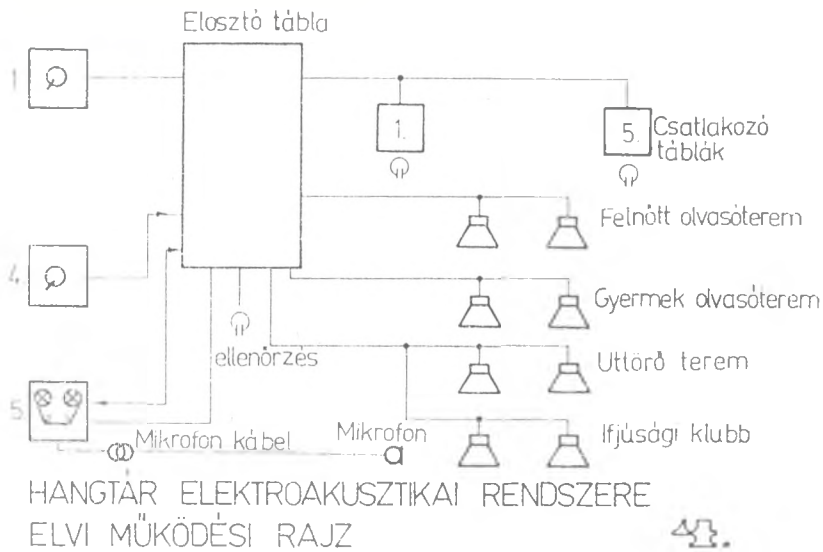 Elosztó tábla
1
1.
5.
Csatlakozó
táblák
Felnőtt olvasóterem
4
Gyermek olvasóterem
ellenőrzés
Uttörő terem
5
Mikrofon kábel
Mikrofon
Ifjúsági klubb
HANGTÁR ELEKTROAKUSZTIKAI RENDSZERE
ELVI MŰKÖDÉSI RAJZ